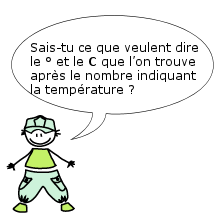 Sais-tu ce que veulent dire
le ° et le C que l'on trouve
après le nombre indiquant
la température ?